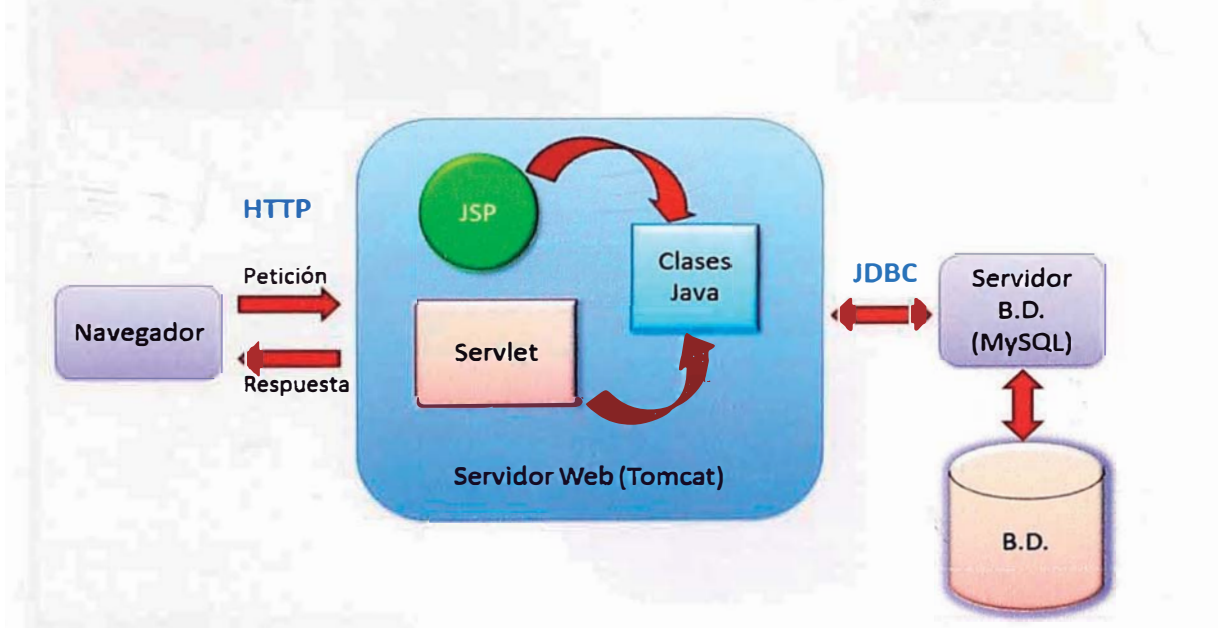 HTTP
Petición
Navegador
Respuesta
JSP
Servlet
Clases
Java
Servidor Web (Tomcat)
JDBC
Servidor
B.D.
(MySQL)
B.D.